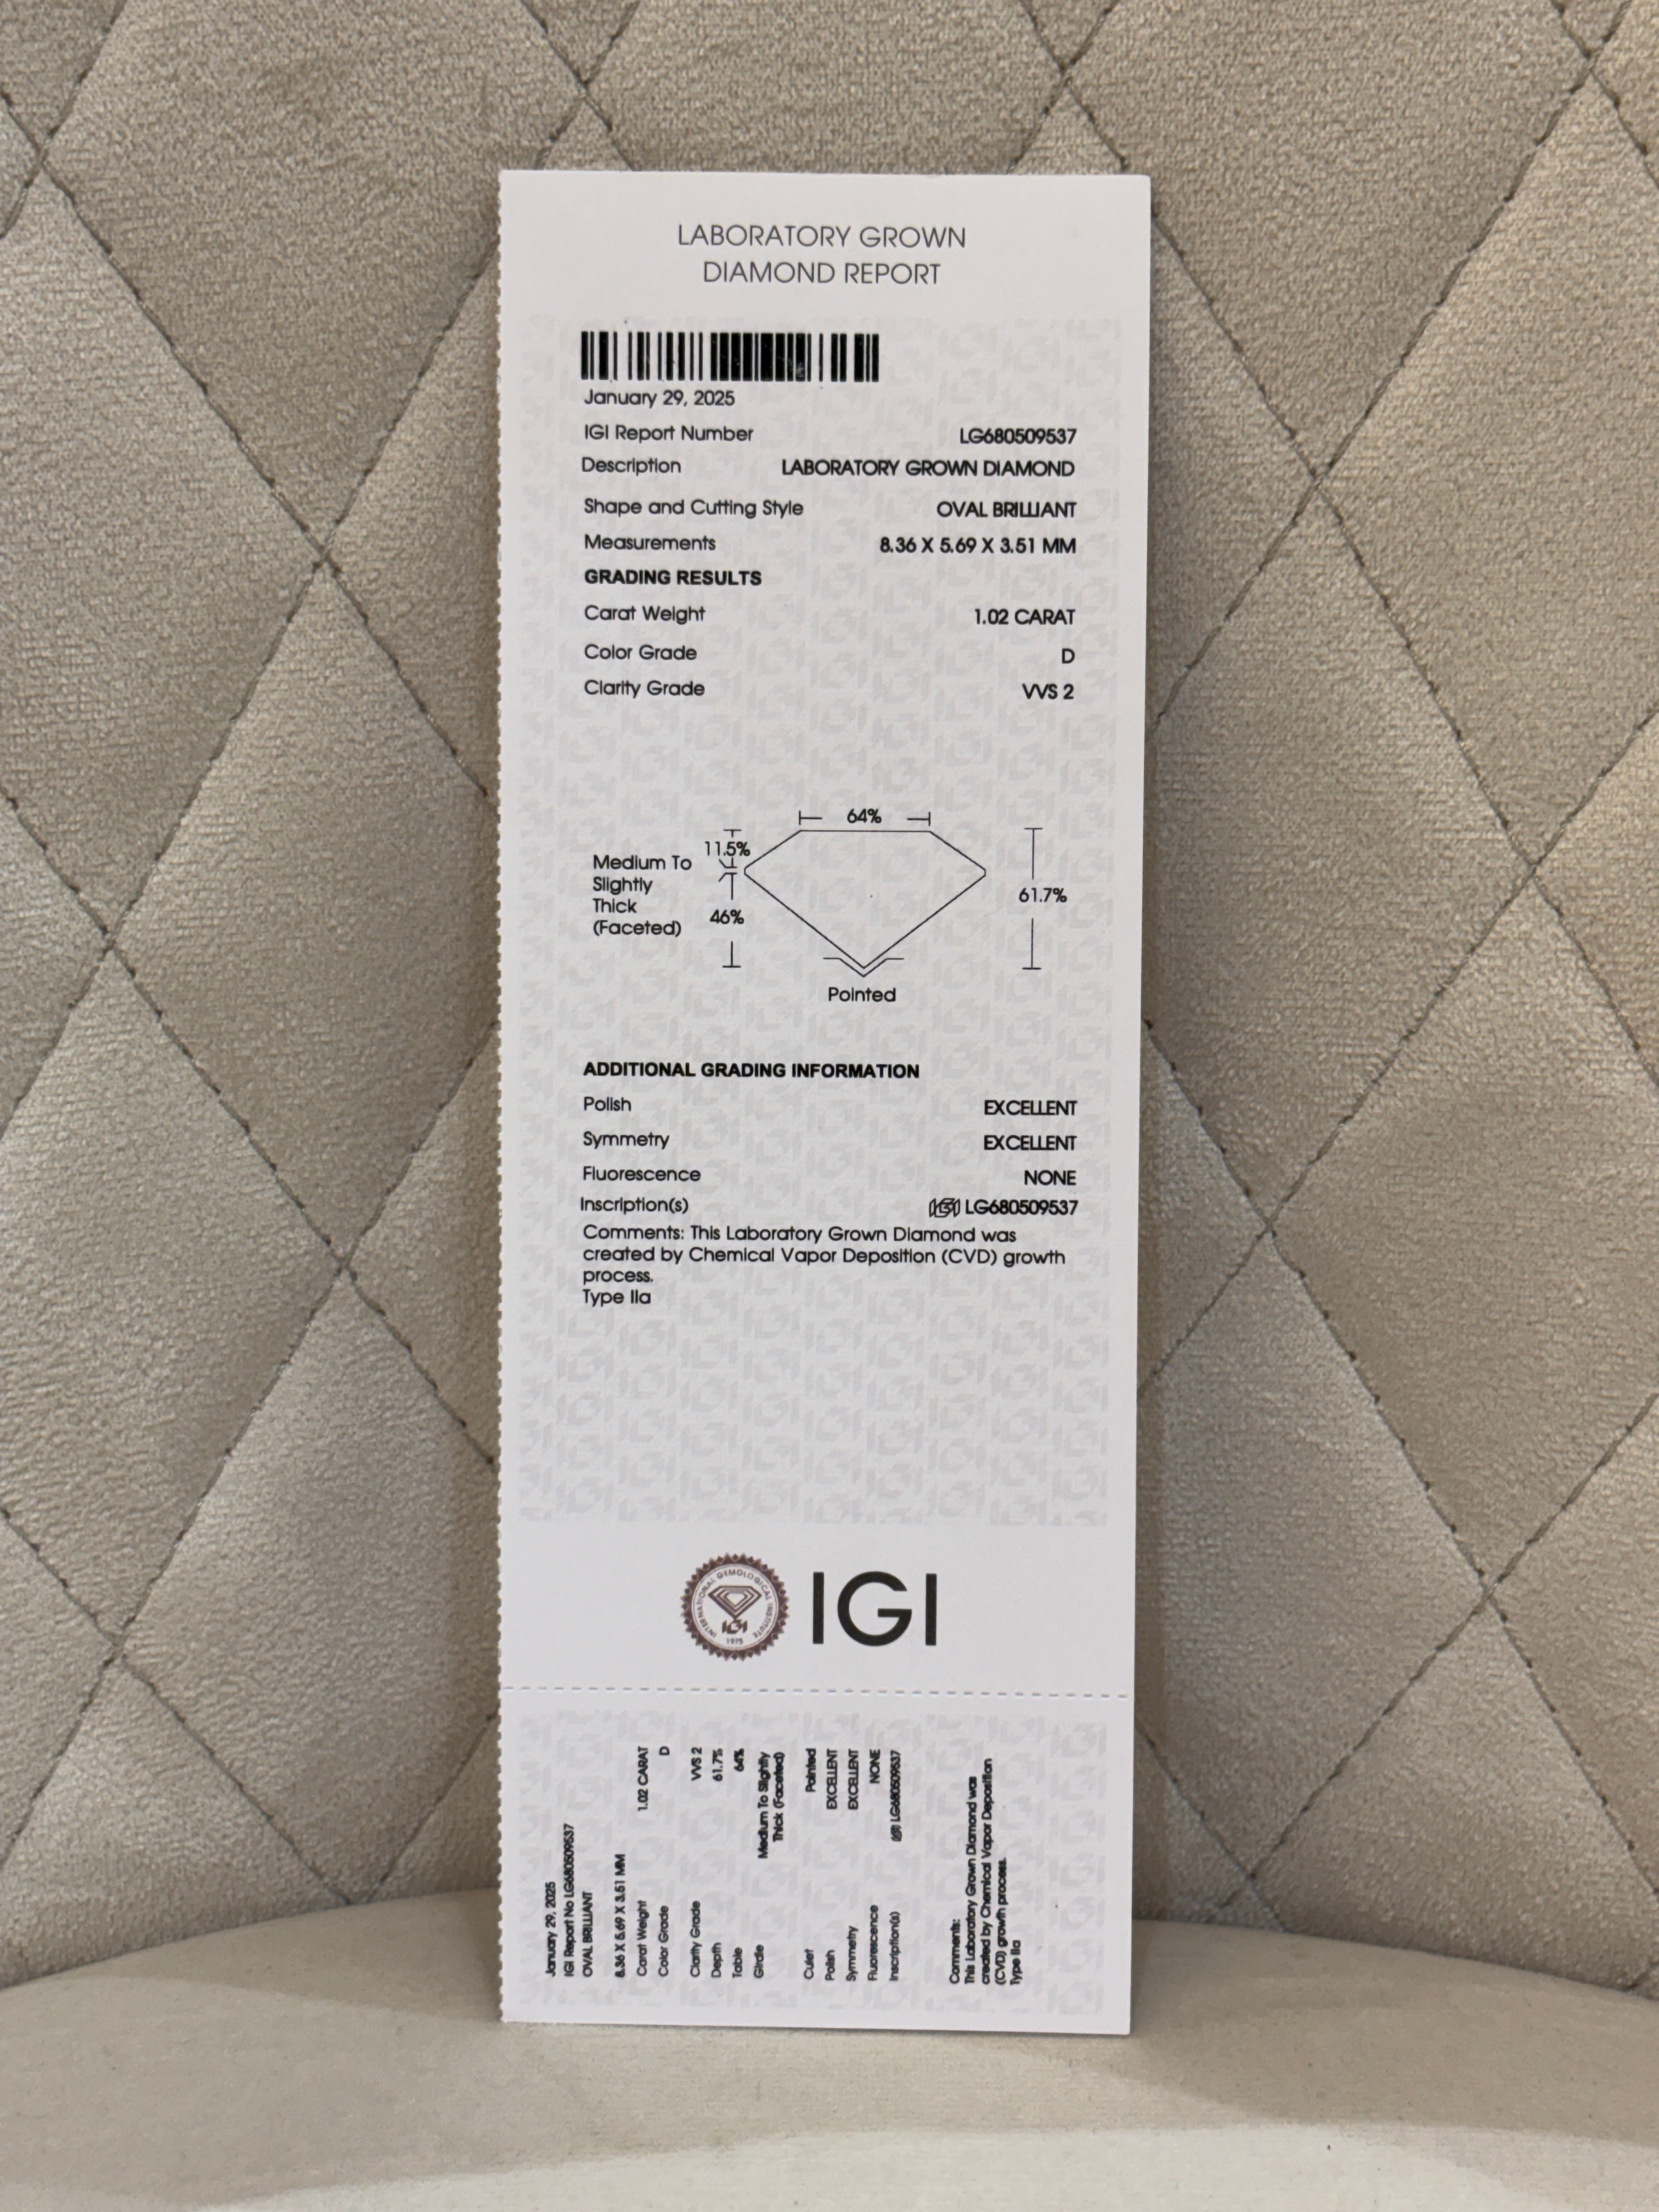 LABORATORY GROWN
DIAMOND REPORT
January 29, 2025
IGI Report Number LG680509537
Description LABORATORY GROWN DIAMOND
Shape and Cutting Style OVAL BRILLIANT
Measurements 8.36 X 5.69 X 3.51 MM
GRADING RESULTS
Carat Weight 1.02 CARAT
Color Grade D
Clarity Grade VVS 2
64%
11.5%
Medium To
Slightly
Thick
(Faceted)
46%
61.7%
Pointed
ADDITIONAL GRADING INFORMATION
Polish EXCELLENT
Symmetry EXCELLENT
Fluorescence NONE
Inscription(s) IGI LG680509537
Comments: This Laboratory Grown Diamond was
created by Chemical Vapor Deposition (CVD) growth
process.
Type IIa
INTERNATIONAL GEMOLOGICAL INSTITUTE
IGI
1975
IGI
January 29, 2025
IGI Report No LG680509537
OVAL BRILLIANT
8.36 X 5.69 X 3.51 MM
Carat Weight 1.02 CARAT
Color Grade D
Clarity Grade VVS 2
Depth 61.7%
Table 64%
Girdle Medium To Slightly
Thick (Faceted)
Culet Pointed
Polish EXCELLENT
Symmetry EXCELLENT
Fluorescence NONE
Inscription(s) IGI LG680509537
Comments:
This Laboratory Grown Diamond was
created by Chemical Vapor Deposition
(CVD) growth process.
Type IIa